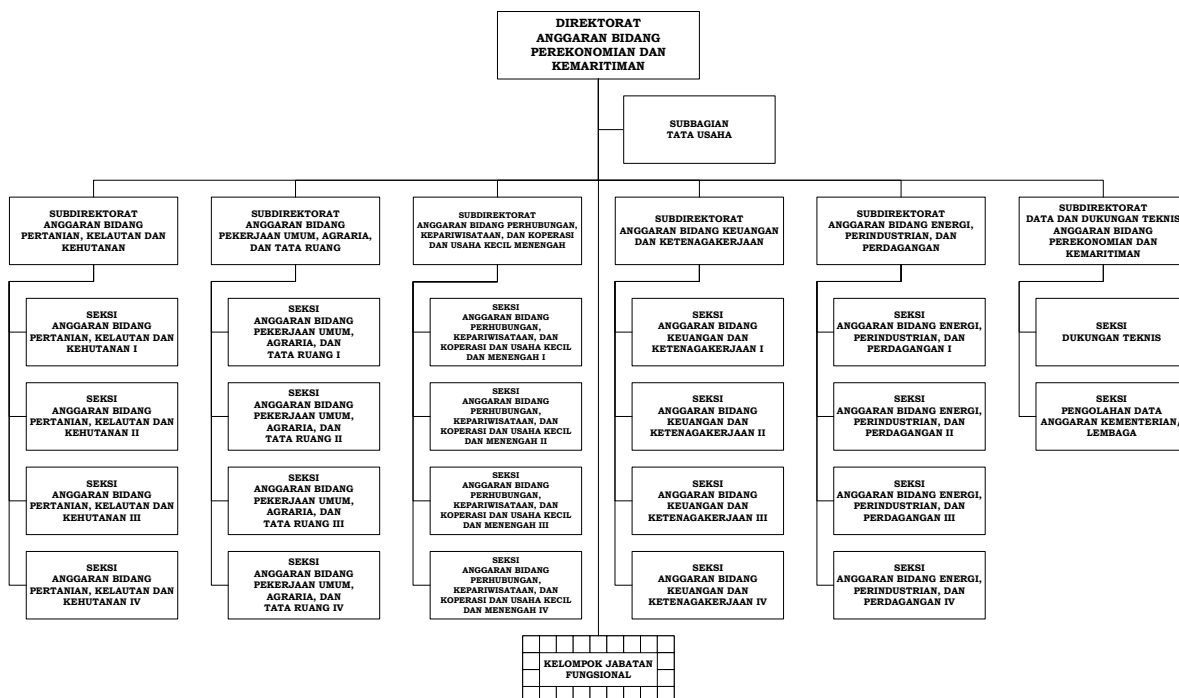 DIREKTORAT
ANGGARAN BIDANG
PEREKONOMIAN DAN
KEMARITIMAN
SUBBAGIAN
TATA USAHA
SUBDIREKTORAT
ANGGARAN BIDANG
PERTANIAN, KELAUTAN DAN
KEHUTANAN
SUBDIREKTORAT
ANGGARAN BIDANG
PEKERJAAN UMUM, AGRARIA,
DAN TATA RUANG
SUBDIREKTORAT
ANGGARAN BIDANG PERHUBUNGAN,
KEPARIWISATAAN, DAN KOPERASI
DAN USAHA KECIL MENENGAH
SUBDIREKTORAT
ANGGARAN BIDANG KEUANGAN
DAN KETENAGAKERJAAN
SUBDIREKTORAT
ANGGARAN BIDANG ENERGI,
PERINDUSTRIAN, DAN
PERDAGANGAN
SUBDIREKTORAT
DATA DAN DUKUNGAN TEKNIS
ANGGARAN BIDANG
PEREKONOMIAN DAN
KEMARITIMAN
SEKSI
ANGGARAN BIDANG
PERTANIAN, KELAUTAN DAN
KEHUTANAN I
SEKSI
ANGGARAN BIDANG
PEKERJAAN UMUM,
AGRARIA, DAN
TATA RUANG I
SEKSI
ANGGARAN BIDANG
PERHUBUNGAN,
KEPARIWISATAAN, DAN
KOPERASI DAN USAHA KECIL
DAN MENENGAH I
SEKSI
ANGGARAN BIDANG
KEUANGAN DAN
KETENAGAKERJAAN I
SEKSI
ANGGARAN BIDANG ENERGI,
PERINDUSTRIAN, DAN
PERDAGANGAN I
SEKSI
DUKUNGAN TEKNIS
SEKSI
ANGGARAN BIDANG
PERTANIAN, KELAUTAN DAN
KEHUTANAN II
SEKSI
ANGGARAN BIDANG
PEKERJAAN UMUM,
AGRARIA, DAN
TATA RUANG II
SEKSI
ANGGARAN BIDANG
PERHUBUNGAN,
KEPARIWISATAAN, DAN
KOPERASI DAN USAHA KECIL
DAN MENENGAH II
SEKSI
ANGGARAN BIDANG
KEUANGAN DAN
KETENAGAKERJAAN II
SEKSI
ANGGARAN BIDANG ENERGI,
PERINDUSTRIAN, DAN
PERDAGANGAN II
SEKSI
PENGOLAHAN DATA
ANGGARAN KEMENTERIAN/
LEMBAGA
SEKSI
ANGGARAN BIDANG
PERTANIAN, KELAUTAN DAN
KEHUTANAN III
SEKSI
ANGGARAN BIDANG
PEKERJAAN UMUM,
AGRARIA, DAN
TATA RUANG III
SEKSI
ANGGARAN BIDANG
PERHUBUNGAN,
KEPARIWISATAAN, DAN
KOPERASI DAN USAHA KECIL
DAN MENENGAH III
SEKSI
ANGGARAN BIDANG
KEUANGAN DAN
KETENAGAKERJAAN III
SEKSI
ANGGARAN BIDANG ENERGI,
PERINDUSTRIAN, DAN
PERDAGANGAN III
SEKSI
ANGGARAN BIDANG
PERTANIAN, KELAUTAN DAN
KEHUTANAN IV
SEKSI
ANGGARAN BIDANG
PEKERJAAN UMUM,
AGRARIA, DAN
TATA RUANG IV
SEKSI
ANGGARAN BIDANG
PERHUBUNGAN,
KEPARIWISATAAN, DAN
KOPERASI DAN USAHA KECIL
DAN MENENGAH IV
SEKSI
ANGGARAN BIDANG
KEUANGAN DAN
KETENAGAKERJAAN IV
SEKSI
ANGGARAN BIDANG ENERGI,
PERINDUSTRIAN, DAN
PERDAGANGAN IV
KELOMPOK JABATAN
FUNGSIONAL